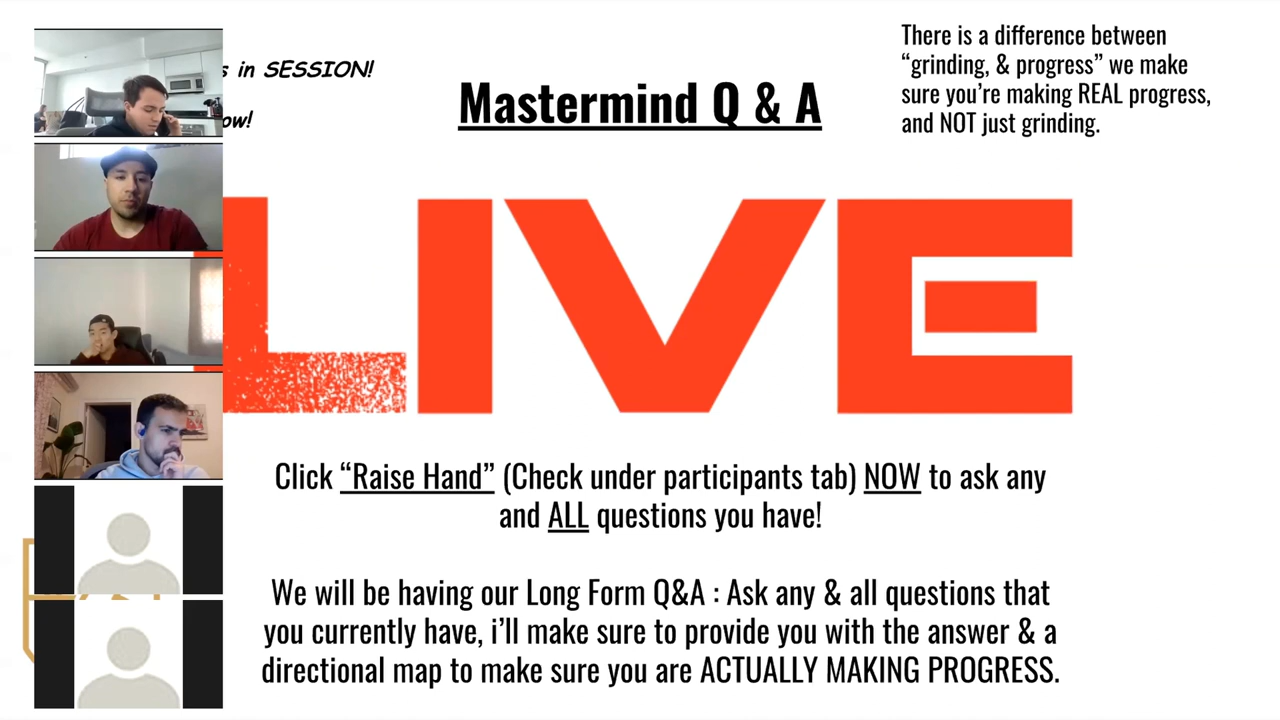 s in SESSION!
ow!
Mastermind Q & A
There is a difference between
“grinding, & progress” we make
sure you’re making REAL progress,
and NOT just grinding.
LIVE
Click “Raise Hand” (Check under participants tab) NOW to ask any
and ALL questions you have!
We will be having our Long Form Q&A : Ask any & all questions that
you currently have, i’ll make sure to provide you with the answer & a
directional map to make sure you are ACTUALLY MAKING PROGRESS.